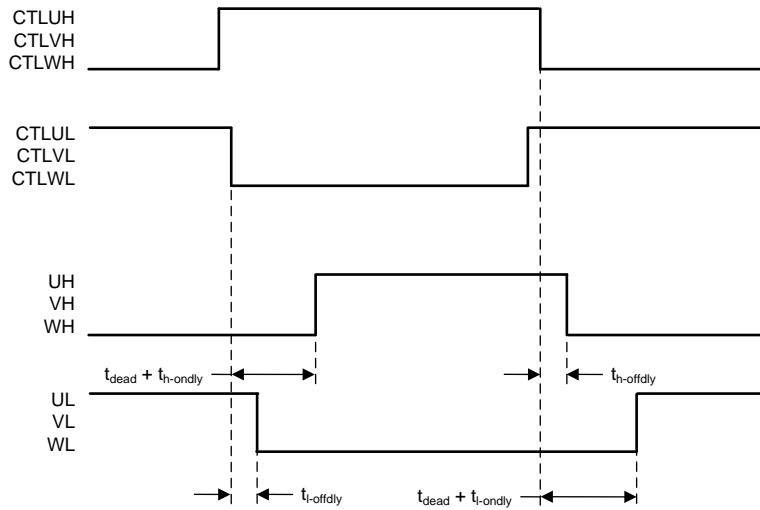 CTLUH
CTLVH
CTLWH
CTLUL
CTLVL
CTLWL
UH
VH
WH
tdead + th-ondly
th-offdly
UL
VL
WL
tl-offdly
tdead + tl-ondly